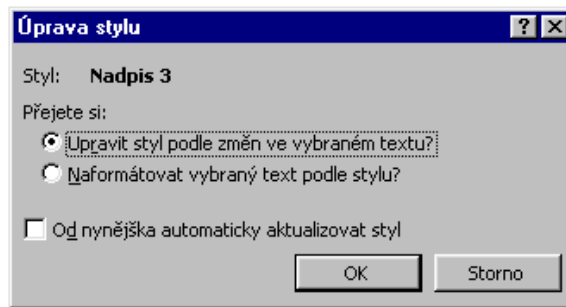 Úprava stylu
Styl: Nadpis 3
Přejete si:
Upravit styl podle změn ve vybraném textu?
Naformátovat vybraný text podle stylu?
Od nynějška automaticky aktualizovat styl
OK Storno